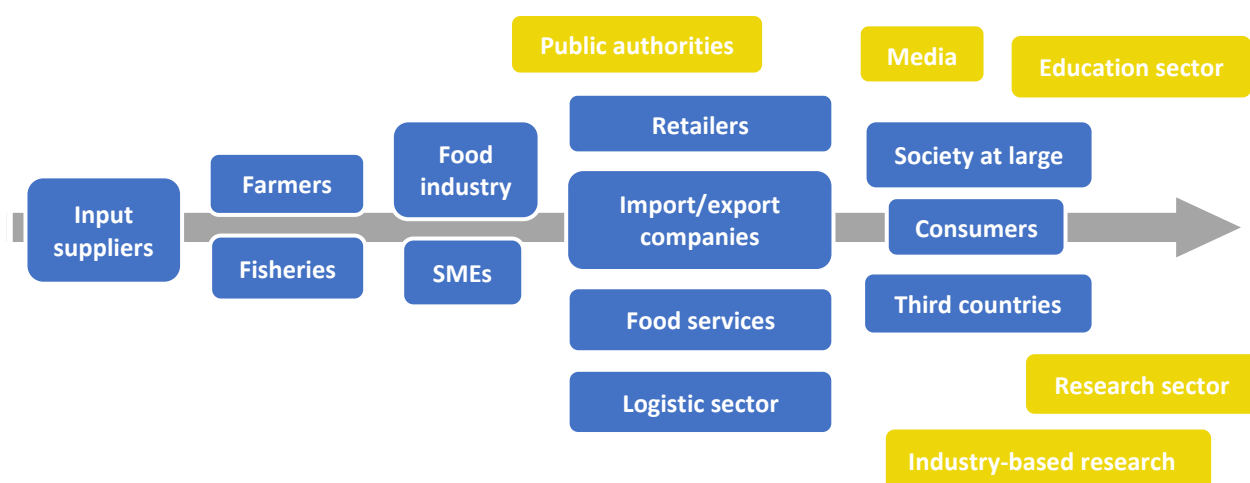 Public authorities
Media
Education sector
Retailers
Food
industry
Society at large
Farmers
Input
suppliers
Import/export
companies
Consumers
Fisheries
SMEs
Food services
Third countries
Logistic sector
Research sector
Industry-based research